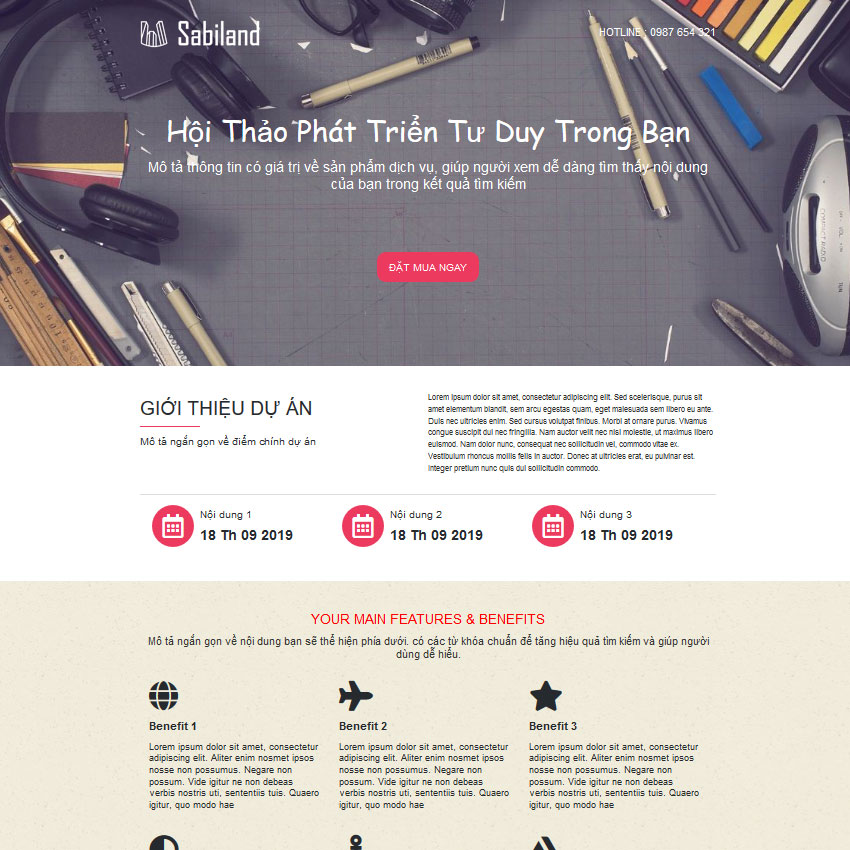 Sabiland
HOTLINE : 0987 654 321
Hội Thảo Phát Triển Tư Duy Trong Bạn
Mô tả thông tin có giá trị về sản phẩm dịch vụ, giúp người xem dễ dàng tìm thấy nội dung
của bạn trong kết quả tìm kiếm
ĐẶT MUA NGAY
GIỚI THIỆU DỰ ÁN
Mô tả ngắn gọn về điểm chính dự án
Lorem ipsum dolor sit amet, consectetur adipiscing elit. Sed scelerisque, purus sit
amet elementum blandit, sem arcu egestas quam, eget malesuada sem libero eu ante.
Duis nec ultricies enim. Sed cursus volutpat finibus. Morbi at ornare purus. Vivamus
congue suscipit dui nec fringilla. Nam auctor velit nec nisi molestie, ut maximus libero
euismod. Nam dolor nunc, consequat nec sollicitudin vel, commodo vitae ex.
Vestibulum rhoncus mollis felis in auctor. Donec at ultricies erat, eu pulvinar est.
Integer pretium nunc quis dui sollicitudin commodo.
Nội dung 1
18 Th 09 2019
Nội dung 2
18 Th 09 2019
Nội dung 3
18 Th 09 2019
YOUR MAIN FEATURES & BENEFITS
Mô tả ngắn gọn về nội dung bạn sẽ thể hiện phía dưới. có các từ khóa chuẩn để tăng hiệu quả tìm kiếm và giúp người
dùng dễ hiểu.
Benefit 1
Lorem ipsum dolor sit amet, consectetur
adipiscing elit. Aliter enim nosmet ipsos
nosse non possumus. Negare non
possum. Vide igitur ne non debeas
verbis nostris uti, sententiis tuis. Quaero
igitur, quo modo hae
Benefit 2
Lorem ipsum dolor sit amet, consectetur
adipiscing elit. Aliter enim nosmet ipsos
nosse non possumus. Negare non
possum. Vide igitur ne non debeas
verbis nostris uti, sententiis tuis. Quaero
igitur, quo modo hae
Benefit 3
Lorem ipsum dolor sit amet, consectetur
adipiscing elit. Aliter enim nosmet ipsos
nosse non possumus. Negare non
possum. Vide igitur ne non debeas
verbis nostris uti, sententiis tuis. Quaero
igitur, quo modo hae